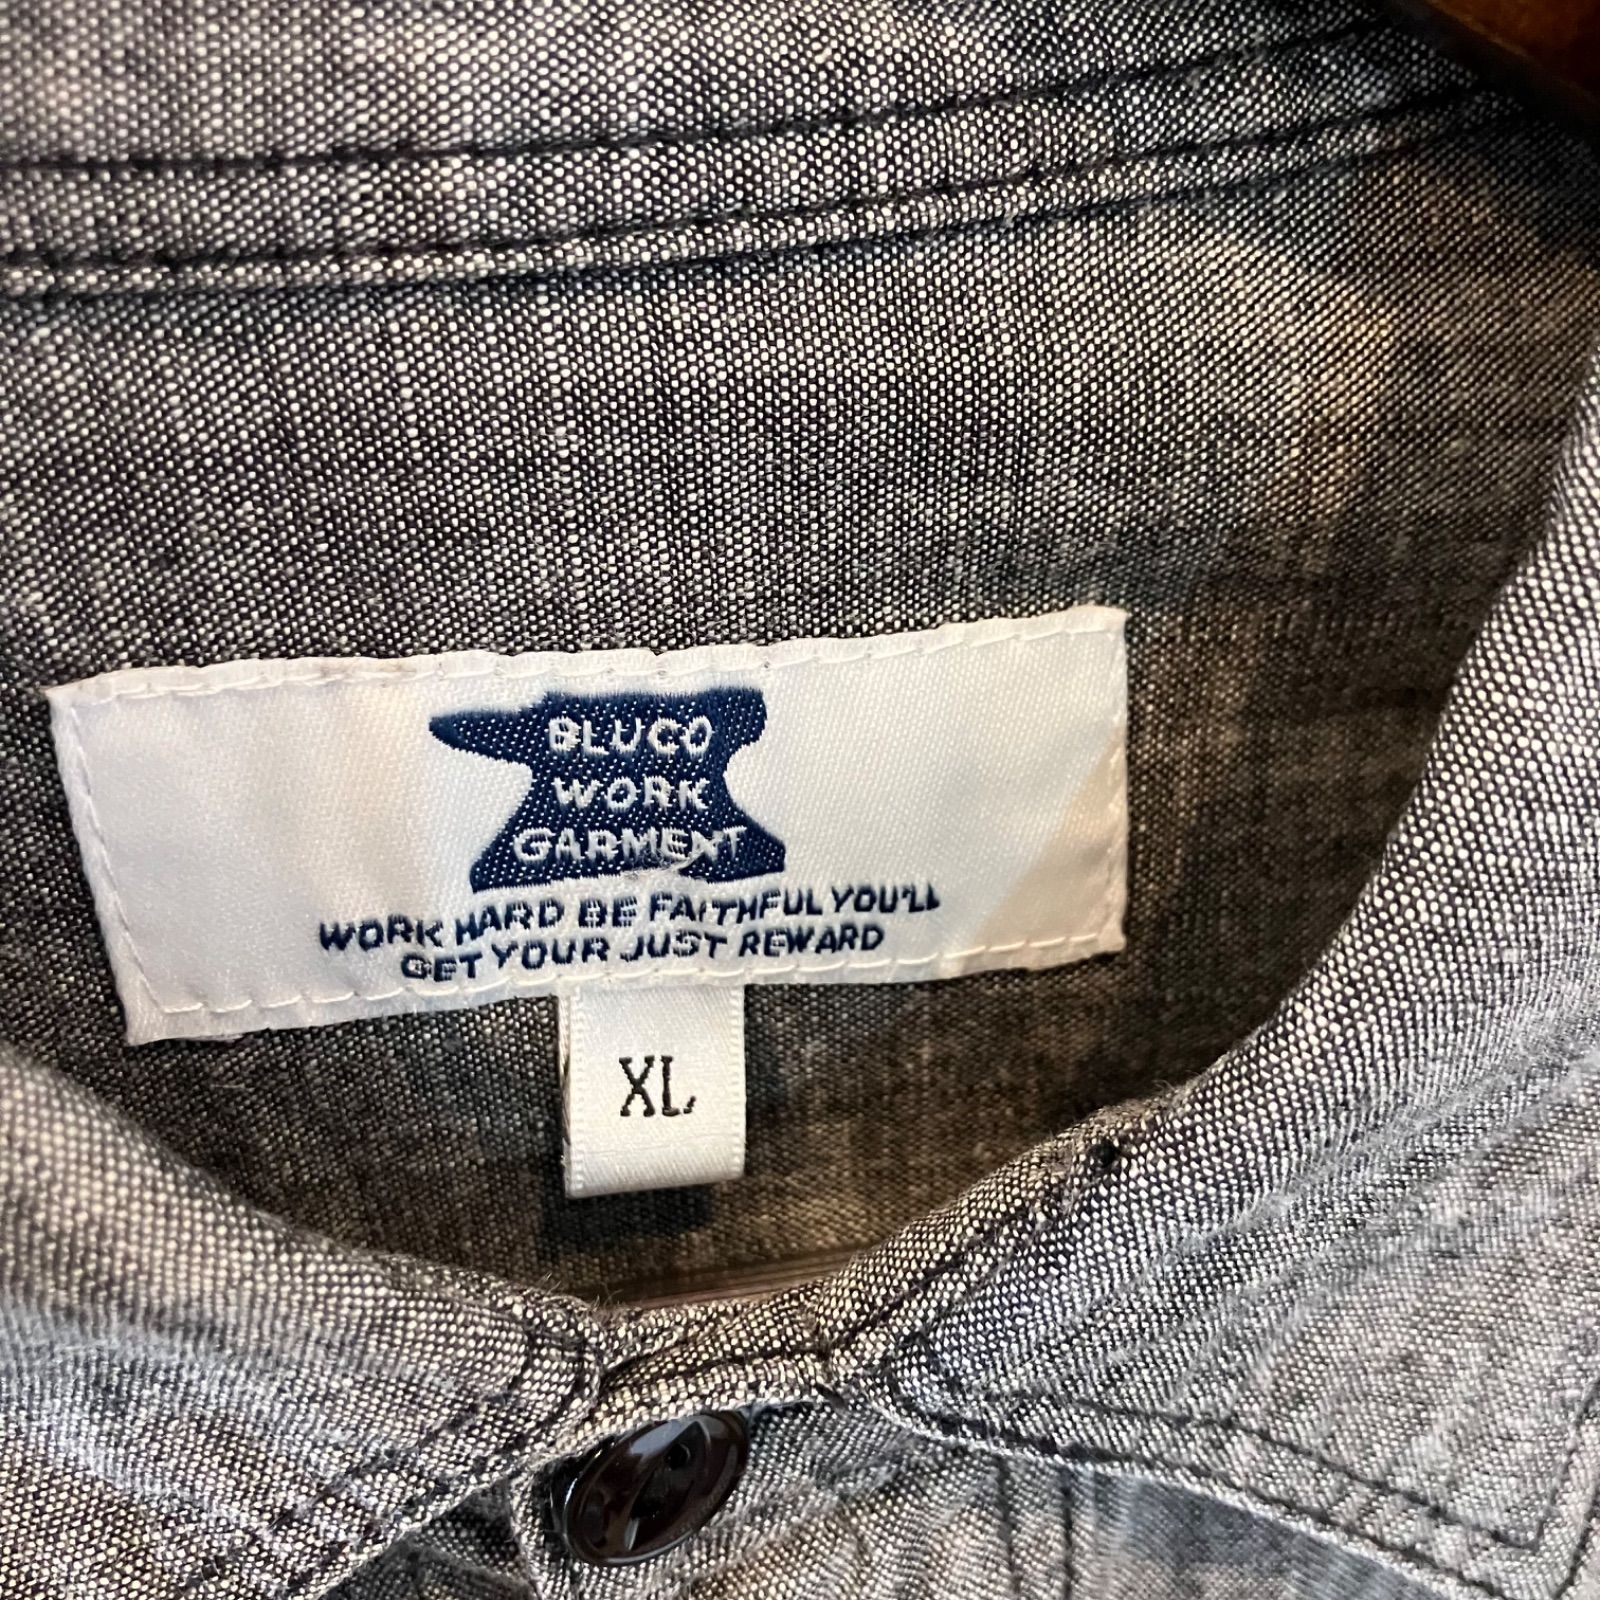 BLUCO
WORK
GARMENT
WORK HARD BE FAITHFUL YOU'LL
GET YOUR JUST REWARD
XL